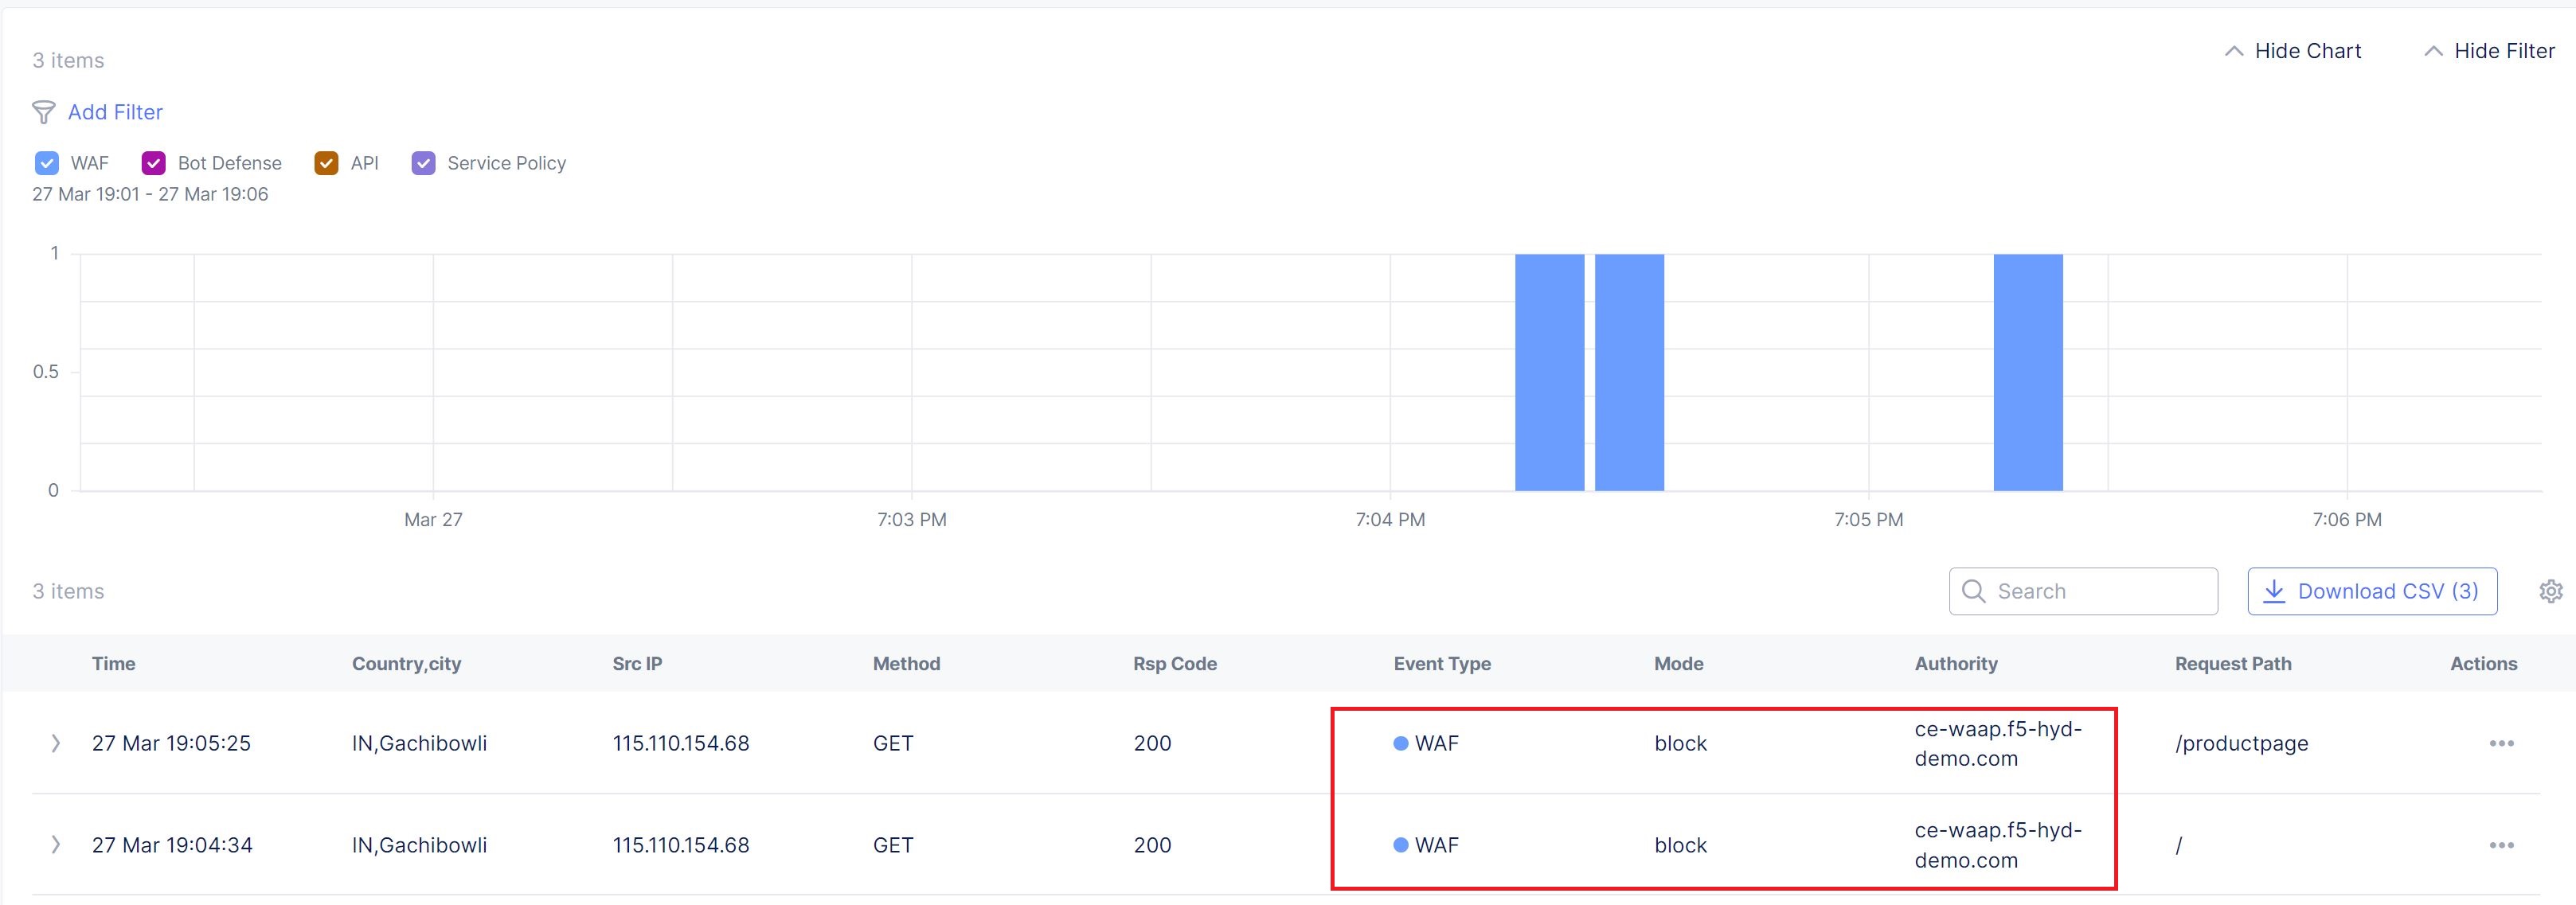 3 items
Hide Chart Hide Filter
Add Filter
WAF Bot Defense API Service Policy
27 Mar 19:01 - 27 Mar 19:06
1
0.5
0
Mar 27 7:03 PM 7:04 PM 7:05 PM 7:06 PM
3 items Search Download CSV (3)
Time Country,city Src IP Method Rsp Code Event Type Mode Authority Request Path Actions
27 Mar 19:05:25 IN,Gachibowli 115.110.154.68 GET 200 WAF block ce-waap.f5-hyd-
demo.com /productpage
27 Mar 19:04:34 IN,Gachibowli 115.110.154.68 GET 200 WAF block ce-waap.f5-hyd-
demo.com /